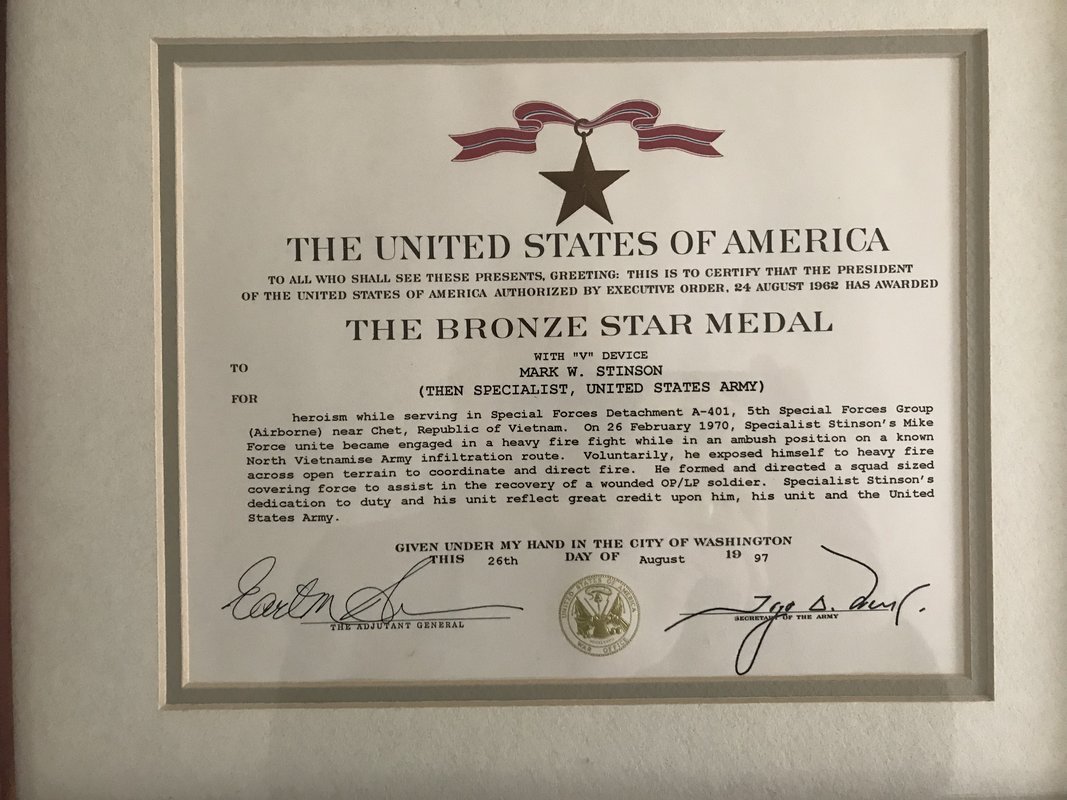 THE UNITED STATES OF AMERICA
TO ALL WHO SHALL SEE THESE PRESENTS, GREETING: THIS IS TO CERTIFY THAT THE PRESIDENT
OF THE UNITED STATES OF AMERICA AUTHORIZED BY EXECUTIVE ORDER, 24 AUGUST 1962 HAS AWARDED
THE BRONZE STAR MEDAL
WITH "V" DEVICE
TO MARK W. STINSON
(THEN SPECIALIST, UNITED STATES ARMY)
FOR
heroism while serving in Special Forces Detachment A-401, 5th Special Forces Group
(Airborne) near Chet, Republic of Vietnam. On 26 February 1970, Specialist Stinson's Mike
Force unite became engaged in a heavy fire fight while in an ambush position on a known
North Vietnamise Army infiltration route. Voluntarily, he exposed himself to heavy fire
across open terrain to coordinate and direct fire. He formed and directed a squad sized
covering force to assist in the recovery of a wounded OP/LP soldier. Specialist Stinson's
dedication to duty and his unit reflect great credit upon him, his unit and the United
States Army.
GIVEN UNDER MY HAND IN THE CITY OF WASHINGTON
THIS 26th DAY OF August 19 97
THE ADJUTANT GENERAL
UNITED STATES OF AMERICA
WAR OFFICE
SECRETARY OF THE ARMY